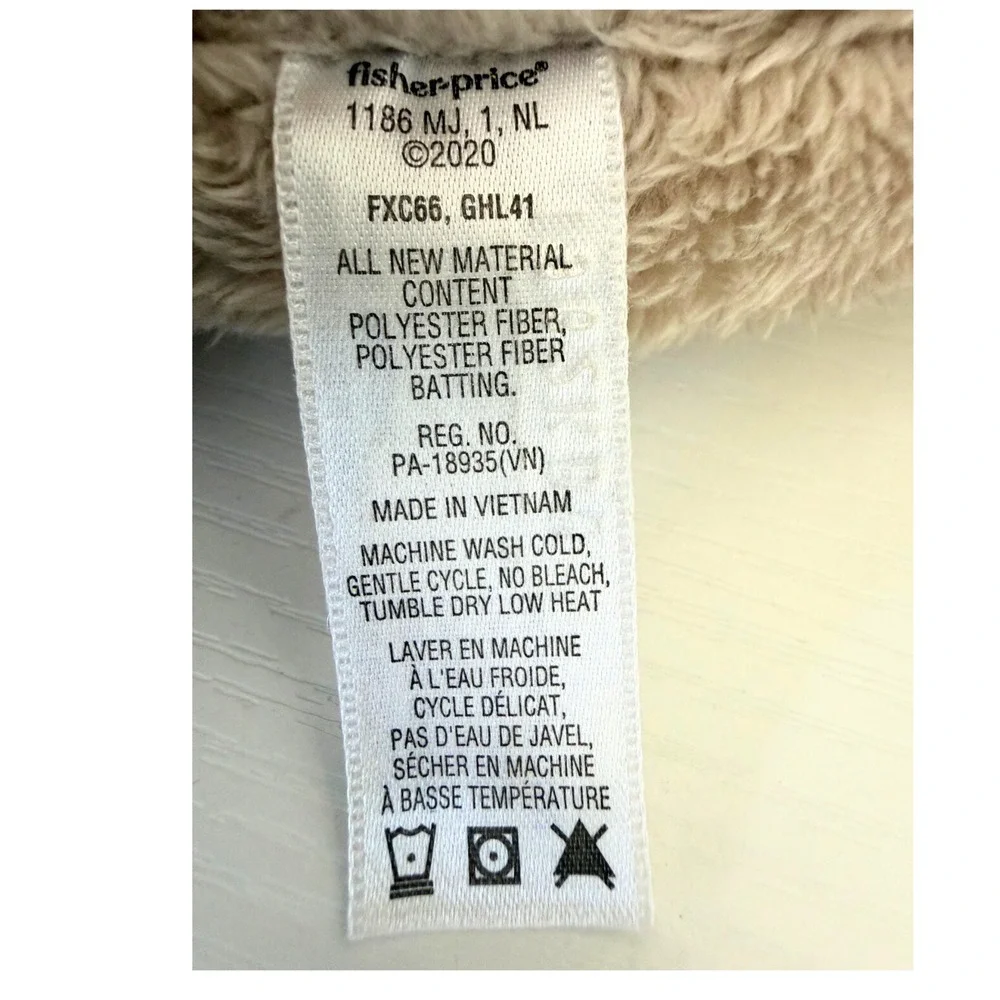 fisher-price®
1186 MJ, 1, NL
©2020
FXC66, GHL41
ALL NEW MATERIAL
CONTENT
POLYESTER FIBER,
POLYESTER FIBER
BATTING.
REG. NO.
PA-18935(VN)
MADE IN VIETNAM
MACHINE WASH COLD,
GENTLE CYCLE, NO BLEACH,
TUMBLE DRY LOW HEAT
LAVER EN MACHINE
À L'EAU FROIDE,
CYCLE DÉLICAT,
PAS D'EAU DE JAVEL,
SÉCHER EN MACHINE
À BASSE TEMPÉRATURE